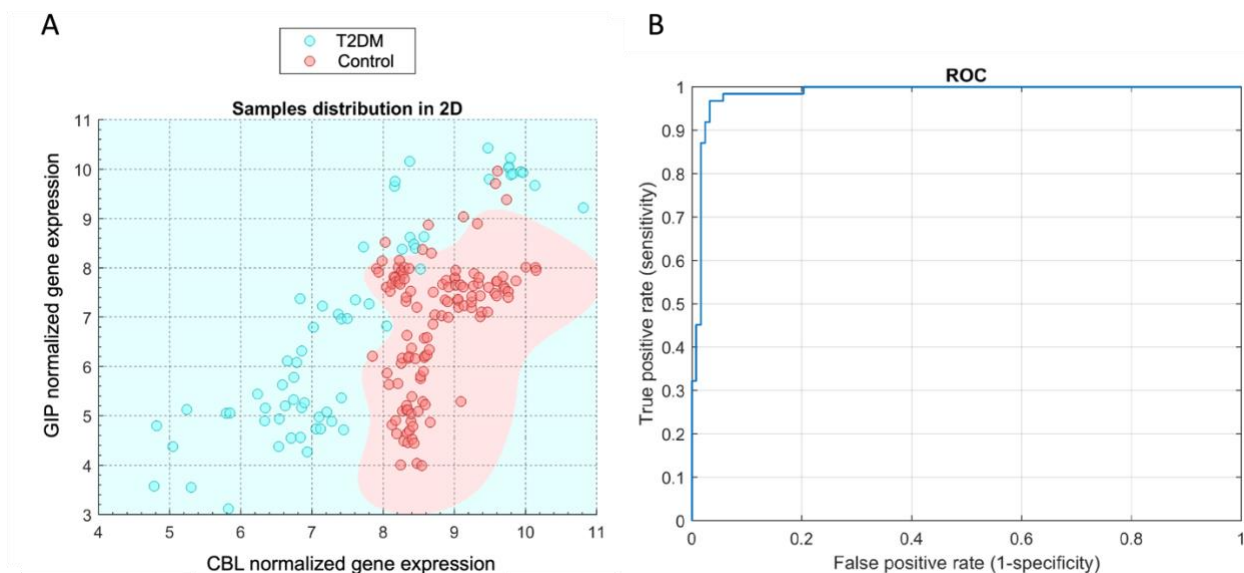 A
T2DM
Control
Samples distribution in 2D
11
10
9
8
7
6
5
4
3
GIP normalized gene expression
4 5 6 7 8 9 10 11
CBL normalized gene expression
B
ROC
1
0.9
0.8
0.7
0.6
0.5
0.4
0.3
0.2
0.1
0
True positive rate (sensitivity)
0 0.2 0.4 0.6 0.8 1
False positive rate (1-specificity)